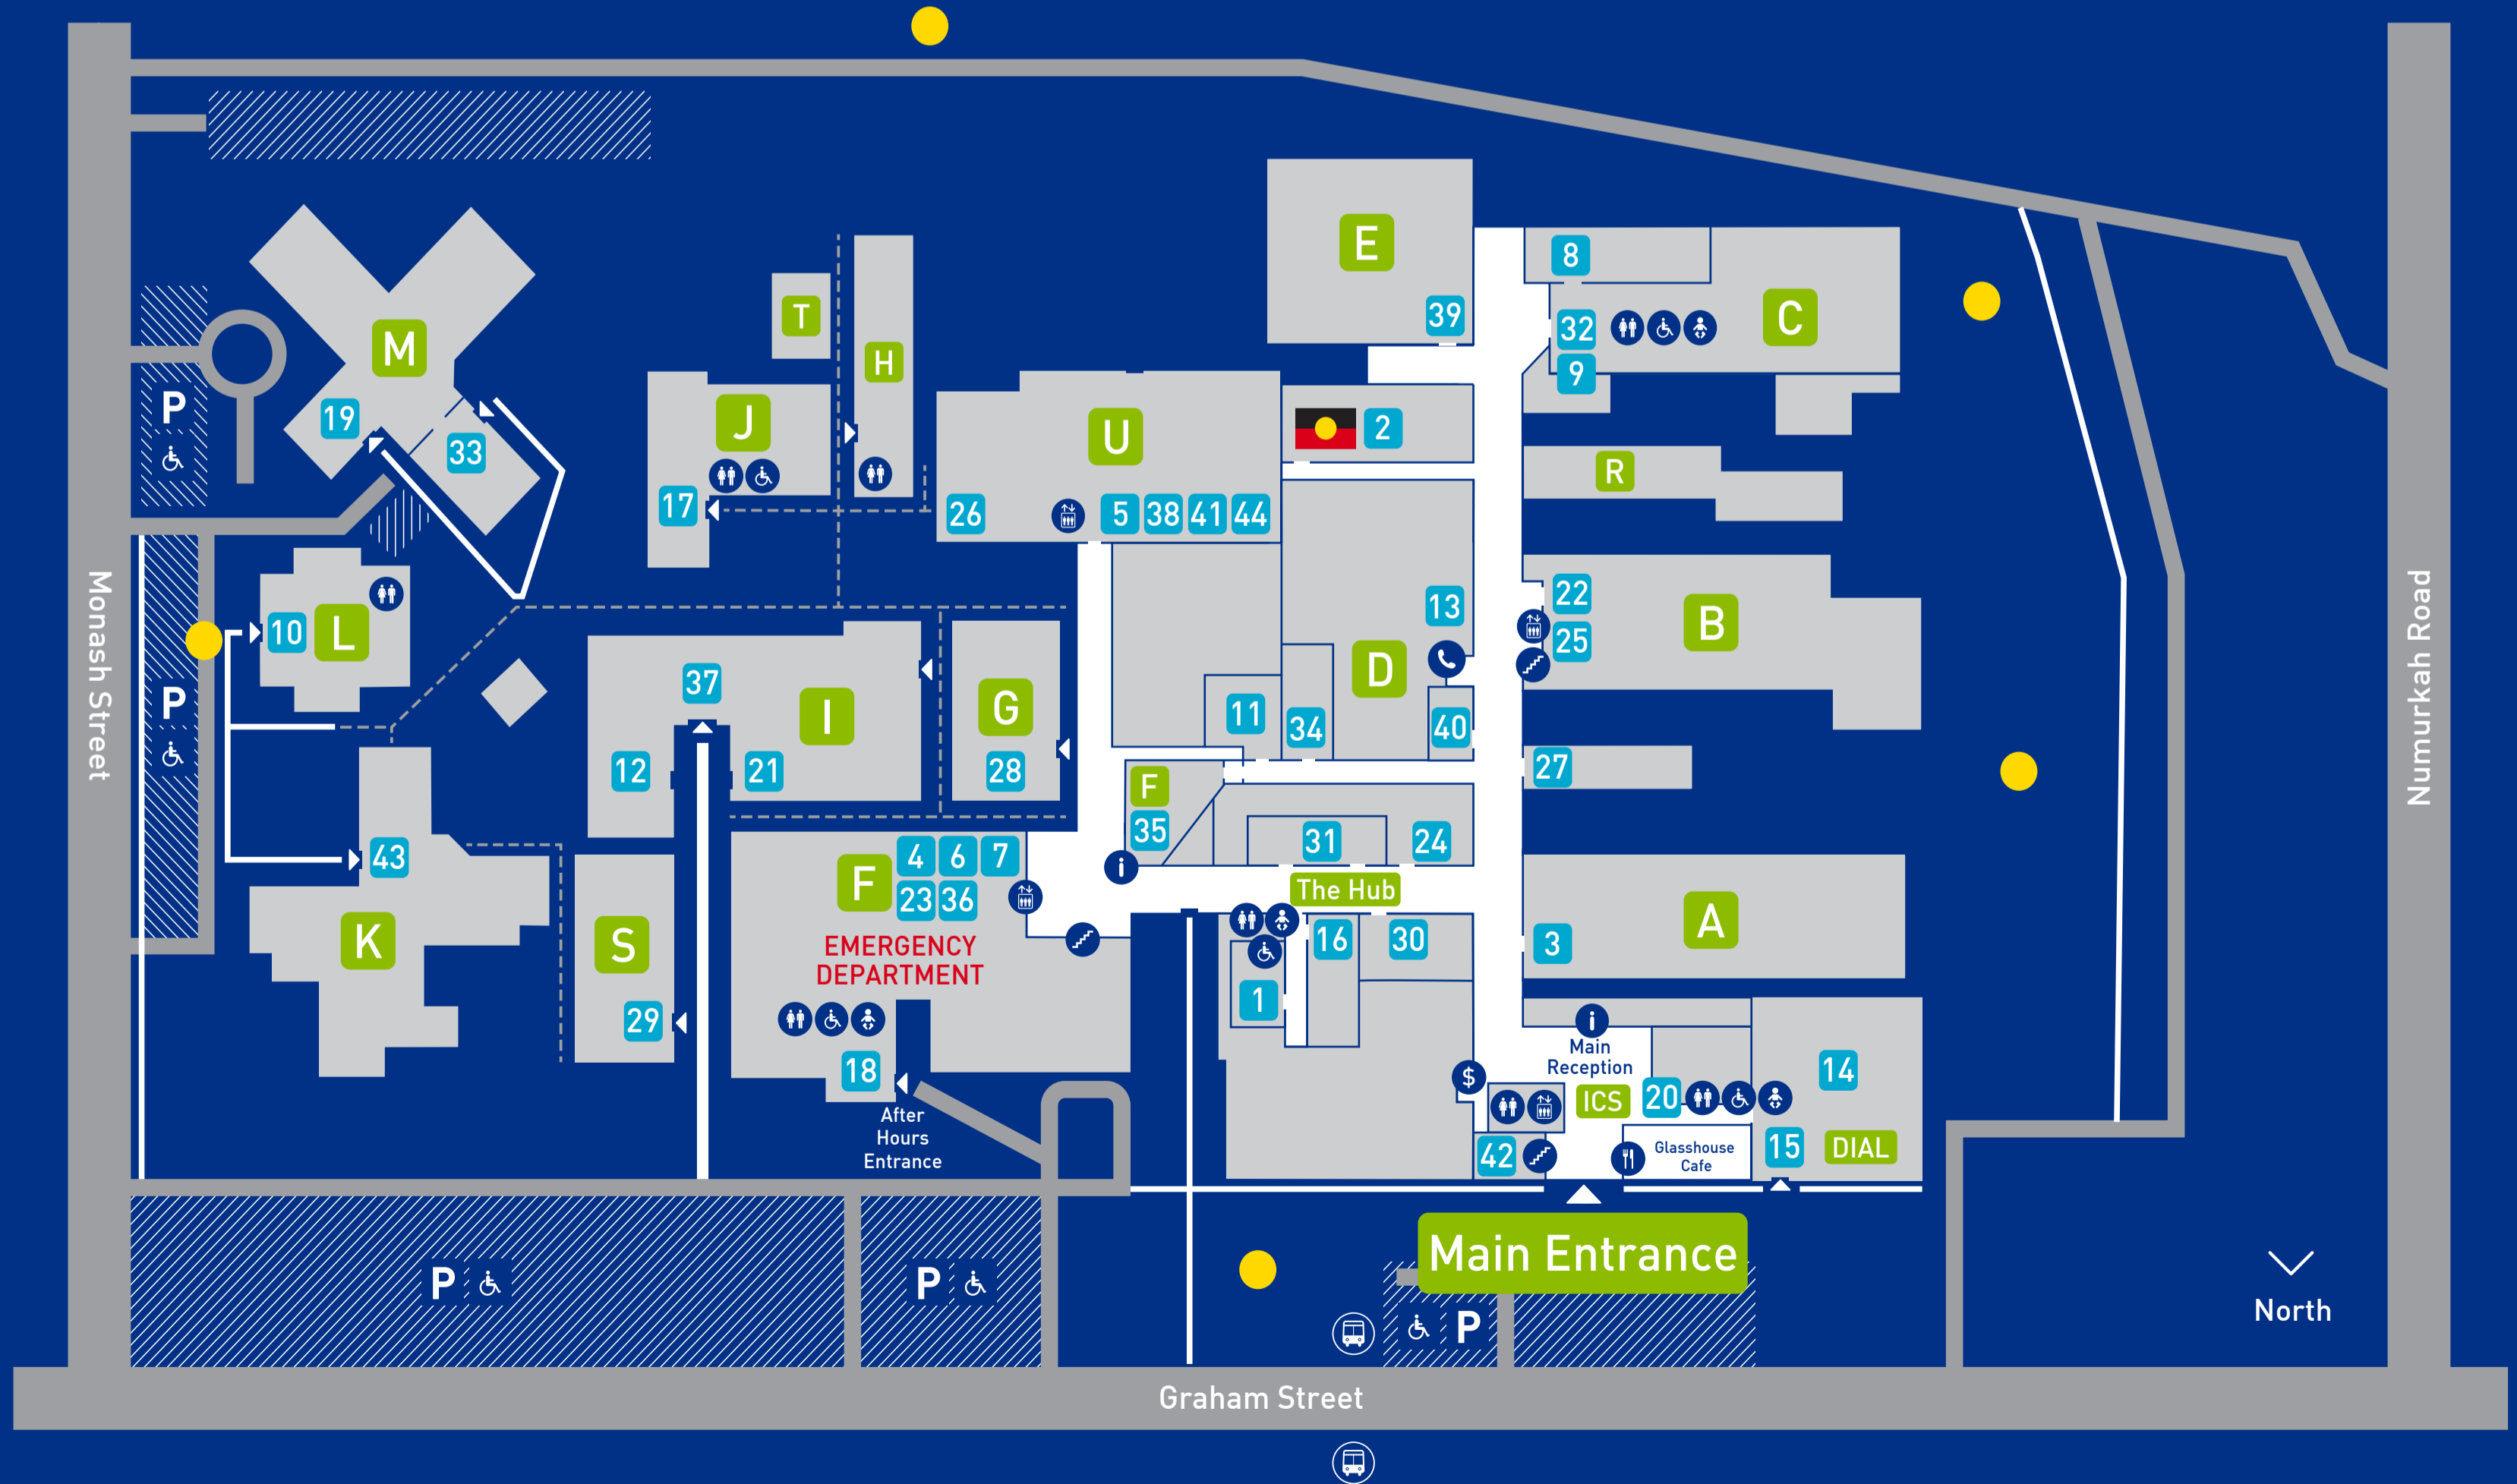 E
8
C
39
32
9
T
H
M
19
33
P
J
17
U
26
5 38 41 44
2
R
13
22
25
B
10 L
P
37
I
G
12
21
28
D
11
34
40
27
Monash Street
Numurkah Road
F
35
31
24
43
K
S
29
F
4 6 7
23 36
EMERGENCY
DEPARTMENT
18
After
Hours
Entrance
i
The Hub
16
30
1
A
3
i
Main
Reception
$
ICS
20
14
42
Glasshouse
Cafe
15 DIAL
Main Entrance
P
P
P
North
Graham Street